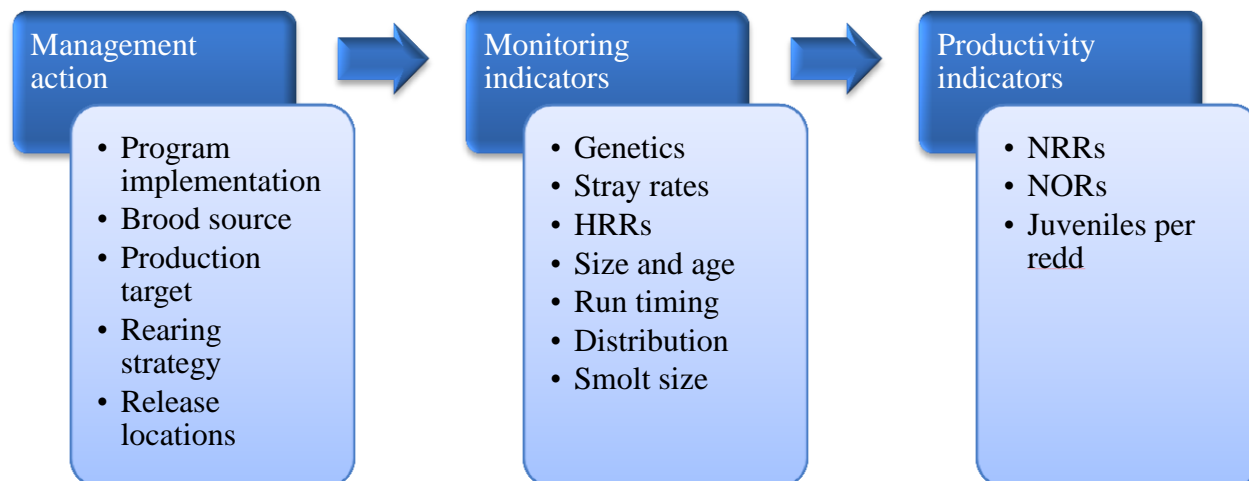 Management
action
• Program
implementation
• Brood source
• Production
target
• Rearing
strategy
• Release
locations
Monitoring
indicators
• Genetics
• Stray rates
• HRRs
• Size and age
• Run timing
• Distribution
• Smolt size
Productivity
indicators
• NRRs
• NORs
• Juveniles per
redd